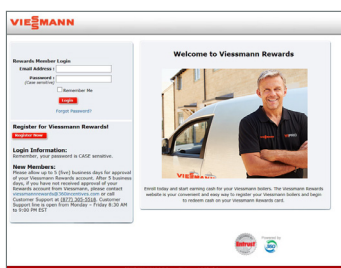 VIESMANN
Welcome to Viessmann Rewards
Rewards Member Login
Email Address :
Password :
(Case-sensitive)
Remember Me
Login
Forgot Password?
Register for Viessmann Rewards!
Register Now
Login Information:
Remember, your password is CASE sensitive.
New Members:
Please allow up to 5 (five) business days for approval
of your Viessmann Rewards account. After 5 business
days, if you have not received approval of your
Rewards account from Viessmann, please contact
viessmannrewards@360incentives.com or call
Customer Support at (877) 305-5518. Customer
Support line is open from Monday - Friday 8:30 AM
to 9:00 PM EST
Enroll today and start earning cash for your Viessmann boilers. The Viessmann Rewards
website is your convenient and easy way to register your Viessmann boilers and begin
to redeem cash on your Viessmann Rewards card.
Entrust
Powered by
360